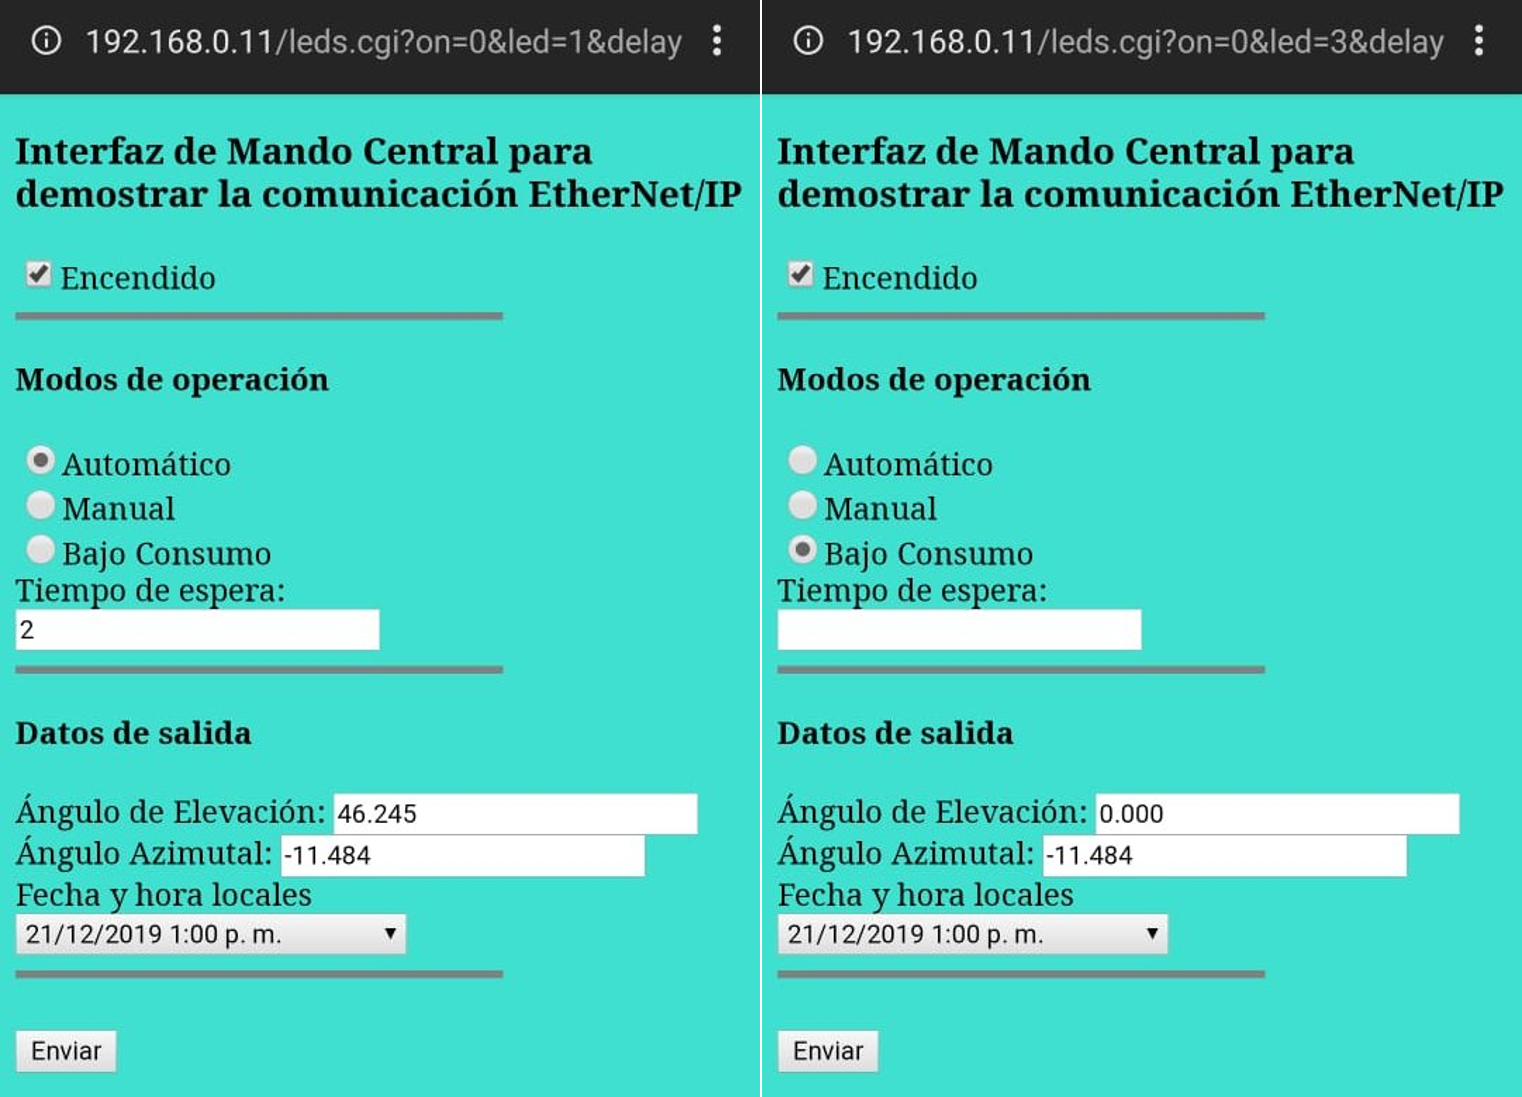 192.168.0.11/leds.cgi?on=0&led=1&delay
Interfaz de Mando Central para
demostrar la comunicación EtherNet/IP
Encendido
Modos de operación
Automático
Manual
Bajo Consumo
Tiempo de espera:
2
Datos de salida
Ángulo de Elevación: 46.245
Ángulo Azimutal: -11.484
Fecha y hora locales
21/12/2019 1:00 p. m.
Enviar
192.168.0.11/leds.cgi?on=0&led=3&delay
Interfaz de Mando Central para
demostrar la comunicación EtherNet/IP
Encendido
Modos de operación
Automático
Manual
Bajo Consumo
Tiempo de espera:
Datos de salida
Ángulo de Elevación: 0.000
Ángulo Azimutal: -11.484
Fecha y hora locales
21/12/2019 1:00 p. m.
Enviar